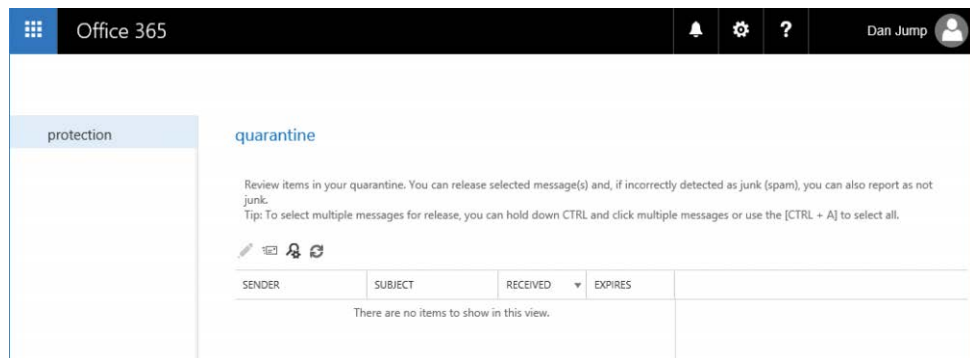 Office 365
?
Dan Jump
protection
quarantine
Review items in your quarantine. You can release selected message(s) and, if incorrectly detected as junk (spam), you can also report as not
junk.
Tip: To select multiple messages for release, you can hold down CTRL and click multiple messages or use the [CTRL + A] to select all.
SENDER SUBJECT RECEIVED EXPIRES
There are no items to show in this view.